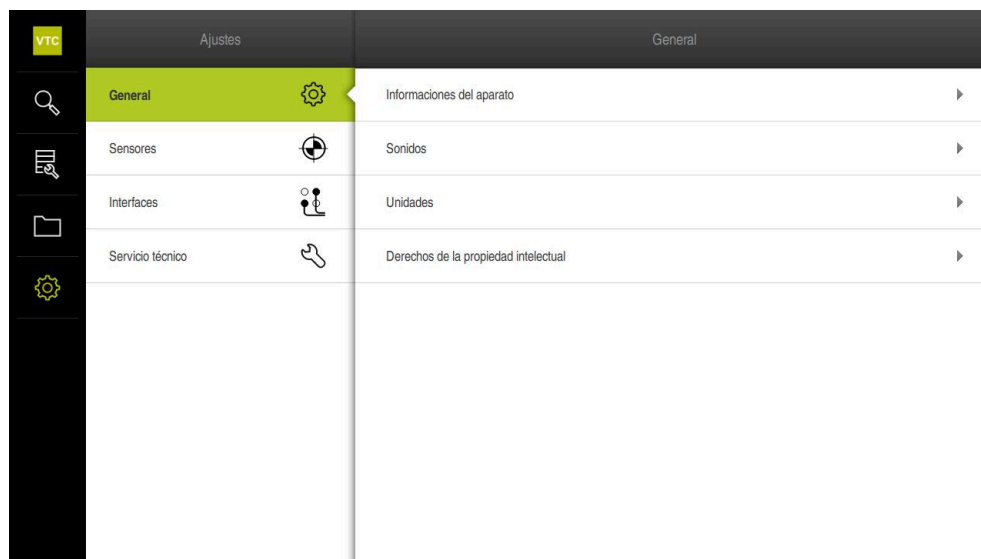 VTC
Ajustes
General
General
Informaciones del aparato
Sensores
Sonidos
Interfaces
Unidades
Servicio técnico
Derechos de la propiedad intelectual